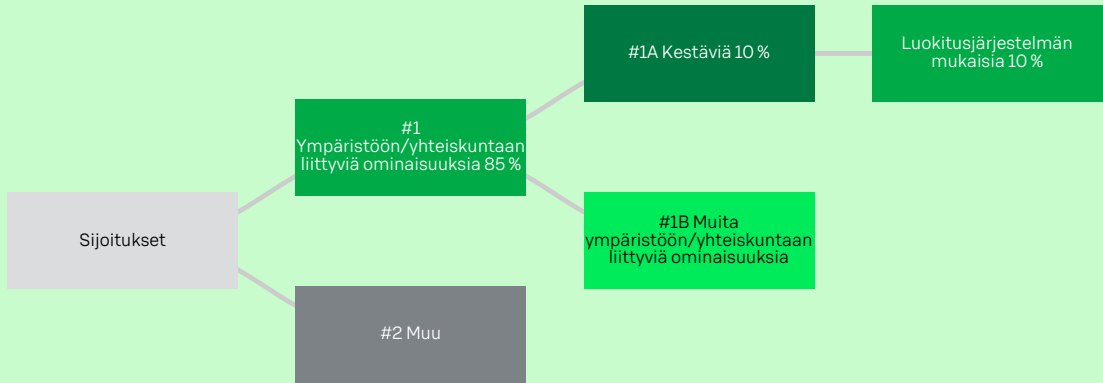 #1A Kestäviä 10 %
Luokitusjärjestelmän
mukaisia 10 %
#1
Ympäristöön/yhteiskuntaan
liittyviä ominaisuuksia 85 %
Sijoitukset
#1B Muita
ympäristöön/yhteiskuntaan
liittyviä ominaisuuksia
#2 Muu